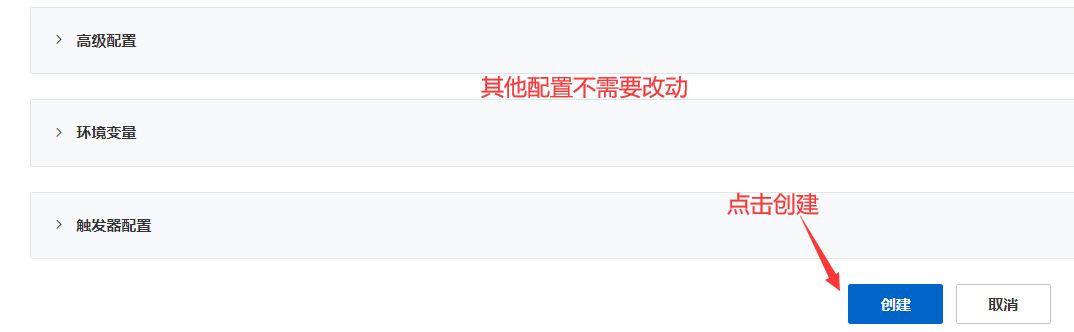 高级配置
其他配置不需要改动
环境变量
点击创建
触发器配置
创建
取消